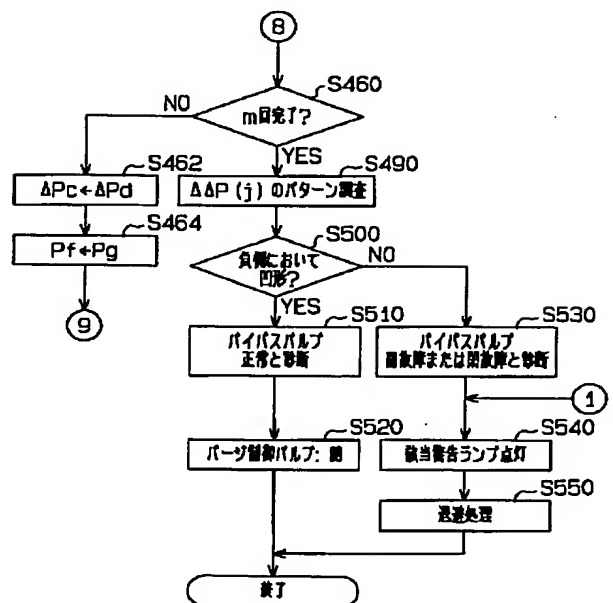 8
S460
NO
m回完了?
YES
S462
ΔPc←ΔPd
S490
ΔΔP(j)のパターン調査
S464
Pf←Pg
S500
負側において
凹形?
NO
9
YES
S510
バイパスバルブ
正常と診断
S530
バイパスバルブ
開故障または閉故障と診断
1
S520
パージ制御バルブ:
S540
該当警告ランプ点灯
S550
退避処理
終了